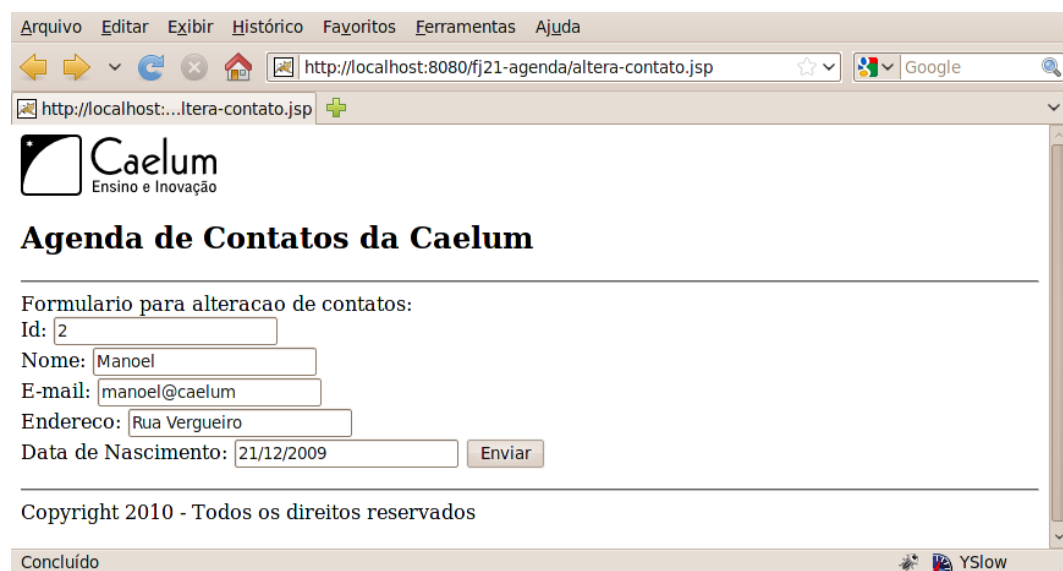 Arquivo Editar Exibir Histórico Favoritos Ferramentas Ajuda
http://localhost:8080/fj21-agenda/altera-contato.jsp Google
http://localhost:...ltera-contato.jsp
Caelum
Ensino e Inovação
Agenda de Contatos da Caelum
Formulario para alteracao de contatos:
Id: 2
Nome: Manoel
E-mail: manoel@caelum
Endereco: Rua Vergueiro
Data de Nascimento: 21/12/2009 Enviar
Copyright 2010 - Todos os direitos reservados
Concluído YSlow